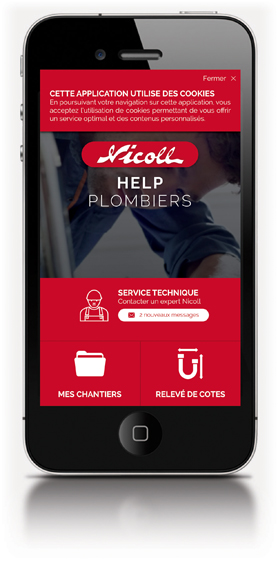 Fermer ×
CETTE APPLICATION UTILISE DES COOKIES
En poursuivant votre navigation sur cette application, vous
acceptez l'utilisation de cookies permettant de vous offrir
un service optimal et des contenus personnalisés.
Nicoll
HELP
PLOMBIERS
SERVICE TECHNIQUE
Contacter un expert Nicoll
2 nouveaux messages
MES CHANTIERS
RELEVÉ DE COTES